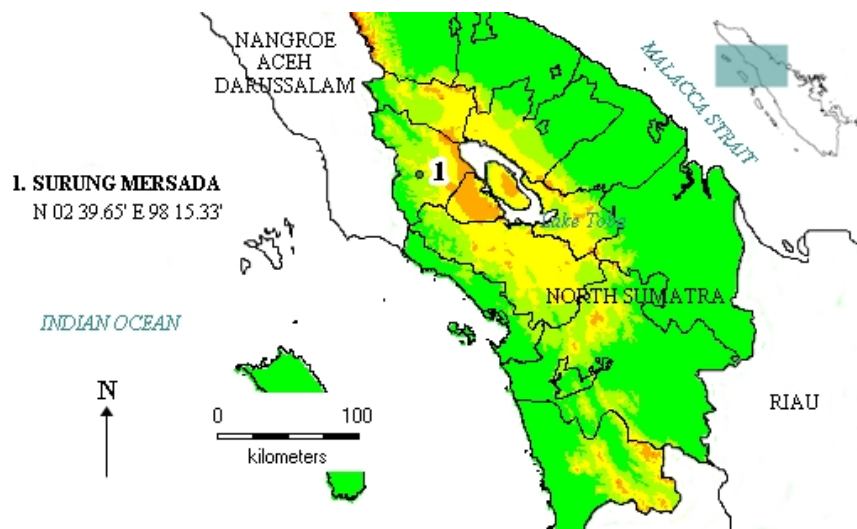 NANGROE
ACEH
DARUSSALAM
MALACCA STRAIT
1
1. SURUNG MERSADA
N 02 39.65' E 98 15.33'
Lake Toba
NORTH SUMATRA
INDIAN OCEAN
N
0 100
kilometers
RIAU